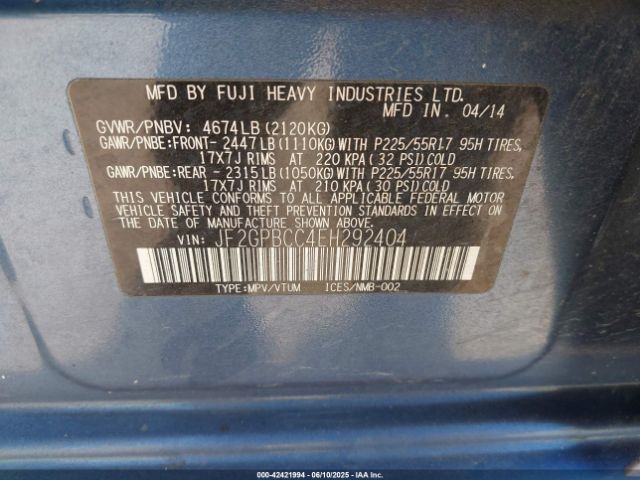 MFD BY FUJI HEAVY INDUSTRIES LTD.
MFD IN. 04/14
GVWR/PNBV: 4674LB(2120KG)
GAWR/PNBE:FRONT- 2447LB(1110KG)WITH P225/55R17 95H TIRES,
17X7J RIMS AT 220 KPA(32 PSI)COLD
GAWR/PNBE:REAR - 2315LB(1050KG)WITH P225/55R17 95H TIRES,
17X7J RIMS AT 210 KPA(30 PSI)COLD
THIS VEHICLE CONFORMS TO ALL APPLICABLE FEDERAL MOTOR
VEHICLE SAFETY AND THEFT PREVENTION STANDARDS IN EFFECT ON
THE DATE OF MANUFACTURE SHOWN ABOVE.
VIN: JF2GPBCC4EH292404
TYPE:MPV/VTUM ICES/NMB-002
000-42421994 - 06/10/2025 - IAAI.CA